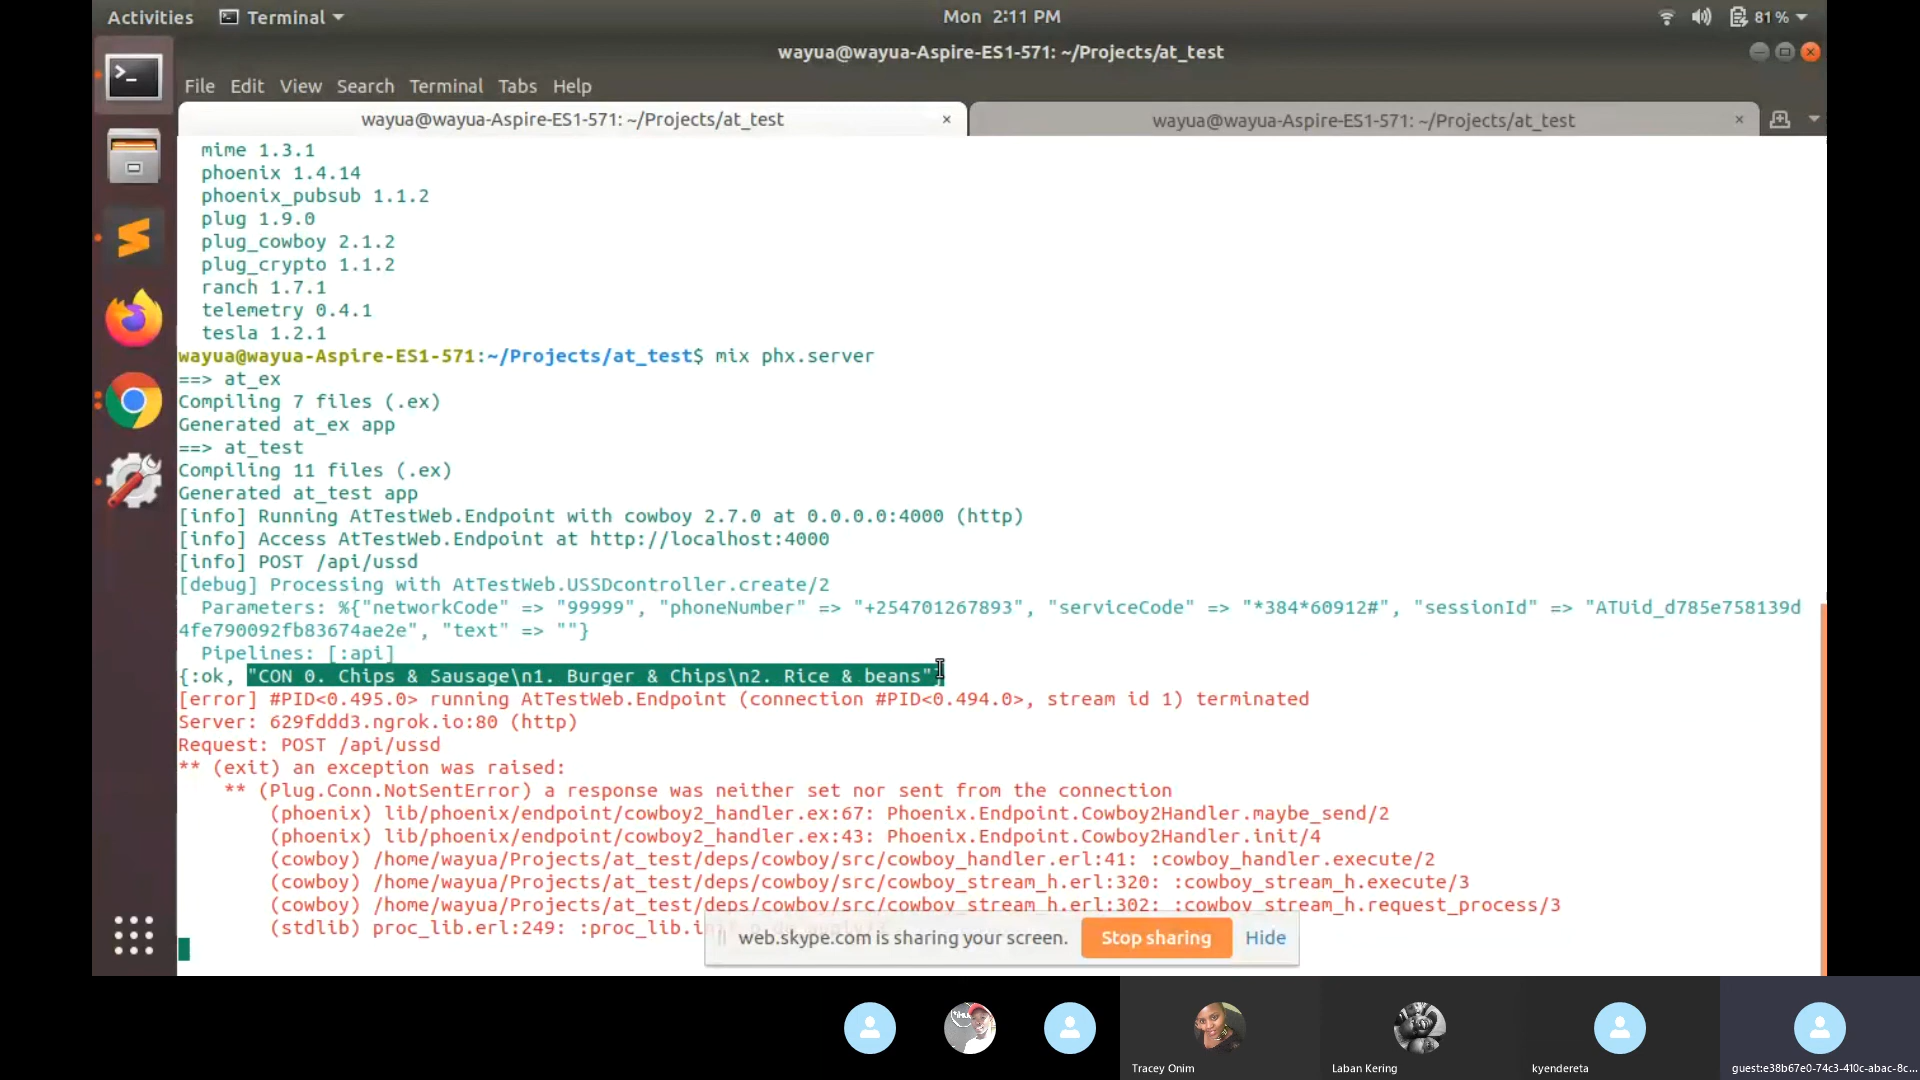 Activities Terminal Mon 2:11 PM 81%
wayua@wayua-Aspire-ES1-571: ~/Projects/at_test
File Edit View Search Terminal Tabs Help
wayua@wayua-Aspire-ES1-571: ~/Projects/at_test × wayua@wayua-Aspire-ES1-571: ~/Projects/at_test ×
mime 1.3.1
phoenix 1.4.14
phoenix_pubsub 1.1.2
plug 1.9.0
plug_cowboy 2.1.2
plug_crypto 1.1.2
ranch 1.7.1
telemetry 0.4.1
tesla 1.2.1
wayua@wayua-Aspire-ES1-571:~/Projects/at_test$ mix phx.server
==> at_ex
Compiling 7 files (.ex)
Generated at_ex app
==> at_test
Compiling 11 files (.ex)
Generated at_test app
[info] Running AtTestWeb.Endpoint with cowboy 2.7.0 at 0.0.0.0:4000 (http)
[info] Access AtTestWeb.Endpoint at http://localhost:4000
[info] POST /api/ussd
[debug] Processing with AtTestWeb.USSDcontroller.create/2
Parameters: %{"networkCode" => "99999", "phoneNumber" => "+254701267893", "serviceCode" => "*384*60912#", "sessionId" => "ATUid_d785e758139d
4fe790092fb83674ae2e", "text" => ""}
Pipelines: [:api]
{:ok, "CON 0. Chips & Sausage\n1. Burger & Chips\n2. Rice & beans"}
[error] #PID<0.495.0> running AtTestWeb.Endpoint (connection #PID<0.494.0>, stream id 1) terminated
Server: 629fddd3.ngrok.io:80 (http)
Request: POST /api/ussd
** (exit) an exception was raised:
** (Plug.Conn.NotSentError) a response was neither set nor sent from the connection
(phoenix) lib/phoenix/endpoint/cowboy2_handler.ex:67: Phoenix.Endpoint.Cowboy2Handler.maybe_send/2
(phoenix) lib/phoenix/endpoint/cowboy2_handler.ex:43: Phoenix.Endpoint.Cowboy2Handler.init/4
(cowboy) /home/wayua/Projects/at_test/deps/cowboy/src/cowboy_handler.erl:41: :cowboy_handler.execute/2
(cowboy) /home/wayua/Projects/at_test/deps/cowboy/src/cowboy_stream_h.erl:320: :cowboy_stream_h.execute/3
(cowboy) /home/wayua/Projects/at_test/deps/cowboy/src/cowboy_stream_h.erl:302: :cowboy_stream_h.request_process/3
(stdlib) proc_lib.erl:249:
web.skype.com is sharing your screen. Stop sharing Hide
Tracey Onim Laban Kering kyendereta guest:e38b67e0-74c3-410c-abac-8c...